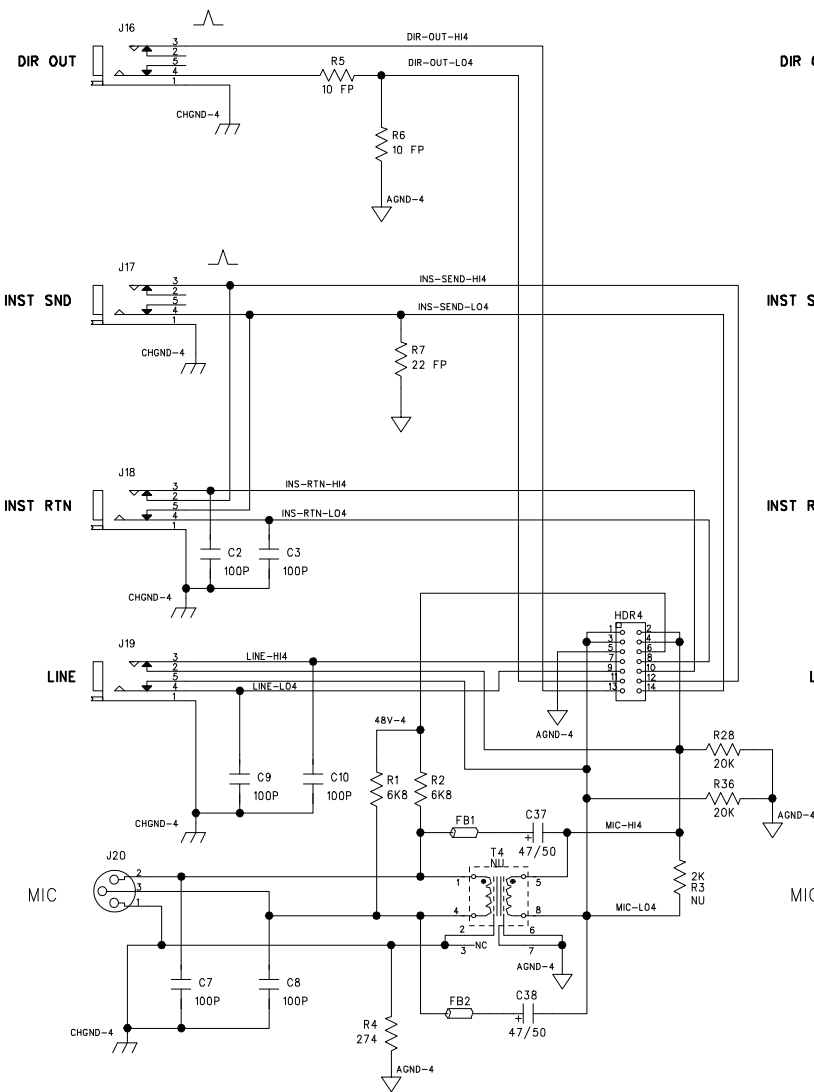 J16
DIR OUT
3
2
5
4
1
DIR-OUT-HI4
R5
10 FP
DIR-OUT-LO4
DIR
CHGND-4
R6
10 FP
AGND-4
J17
INST SND
3
2
5
4
1
INS-SEND-HI4
INS-SEND-LO4
INST S
CHGND-4
R7
22 FP
J18
INST RTN
3
2
5
4
1
INS-RTN-HI4
INS-RTN-LO4
INST R
C2
100P
C3
100P
CHGND-4
HDR4
1 2
3 4
5 6
7 8
9 10
11 12
13 14
J19
LINE
3
2
5
4
1
LINE-HI4
LINE-LO4
L
AGND-4
48V-4
R28
20K
R36
20K
AGND-4
C9
100P
C10
100P
R1
6K8
R2
6K8
CHGND-4
FB1
C37
+
47/50
MIC-HI4
J20
MIC
2
3
1
T4
NU
1
5
4
8
2
3
NC
6
7
2K
R3
NU
MIC-LO4
MIC
AGND-4
C7
100P
C8
100P
FB2
C38
+
47/50
R4
274
CHGND-4
AGND-4